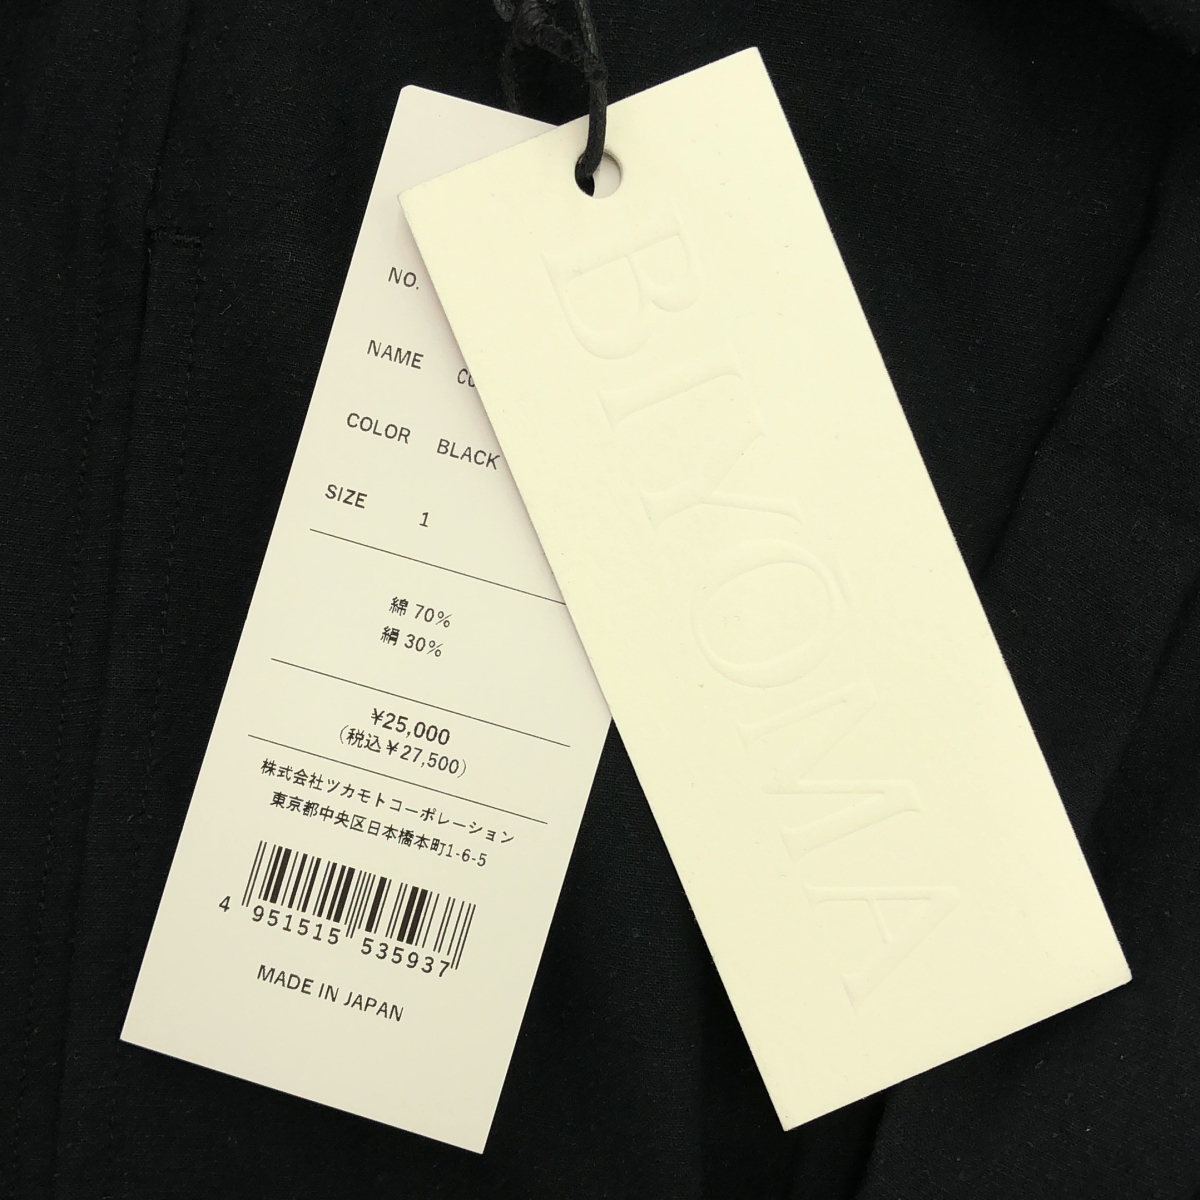 NO.
NAME
COLOR BLACK
SIZE 1
綿 70%
絹 30%
¥25,000
(税込¥27,500)
株式会社ツカモトコーポレーション
東京都中央区日本橋本町1-6-5
4 951515 535937
MADE IN JAPAN
BIYOMA